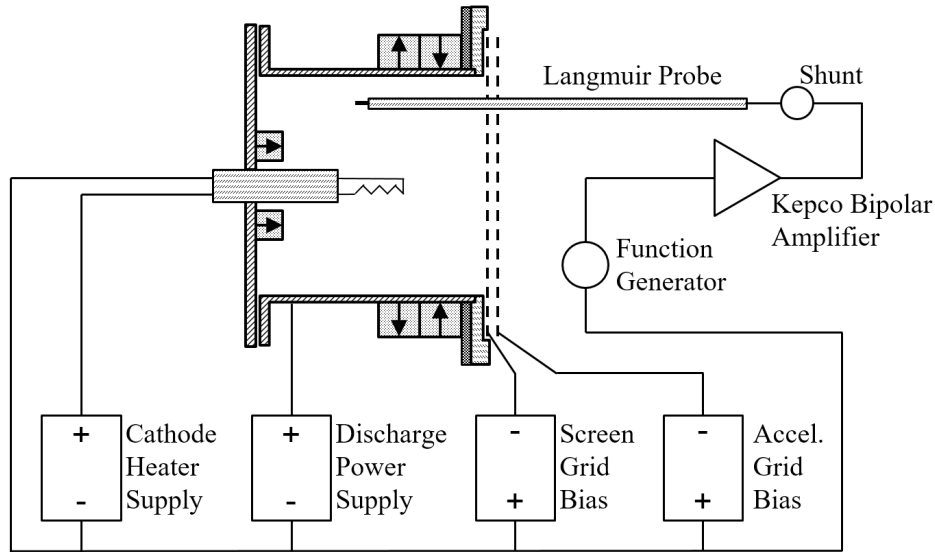 Langmuir Probe
Shunt
Kepco Bipolar
Amplifier
Function
Generator
+
-
Cathode
Heater
Supply
+
-
Discharge
Power
Supply
-
+
Screen
Grid
Bias
-
+
Accel.
Grid
Bias